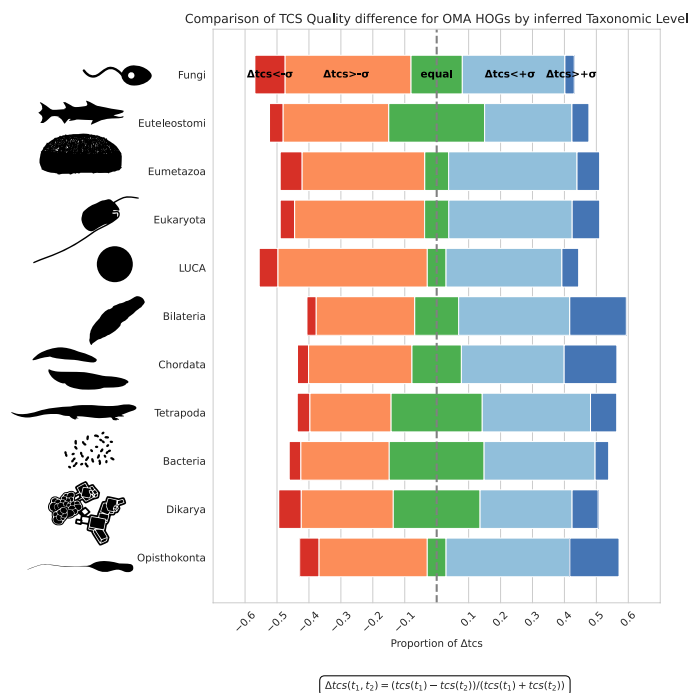 Comparison of TCS Quality difference for OMA HOGs by inferred Taxonomic Level
Fungi
Δtcs<-σ
Δtcs>-σ
equal
Δtcs<+σ
Δtcs>+σ
Euteleostomi
Eumetazoa
Eukaryota
LUCA
Bilateria
Chordata
Tetrapoda
Bacteria
Dikarya
Opisthokonta
−0.6 −0.5 −0.4 −0.3 −0.2 −0.1 0.1 0.2 0.3 0.4 0.5 0.6
Proportion of Δtcs
Δtcs(t₁, t₂) = (tcs(t₁) − tcs(t₂))/(tcs(t₁) + tcs(t₂))